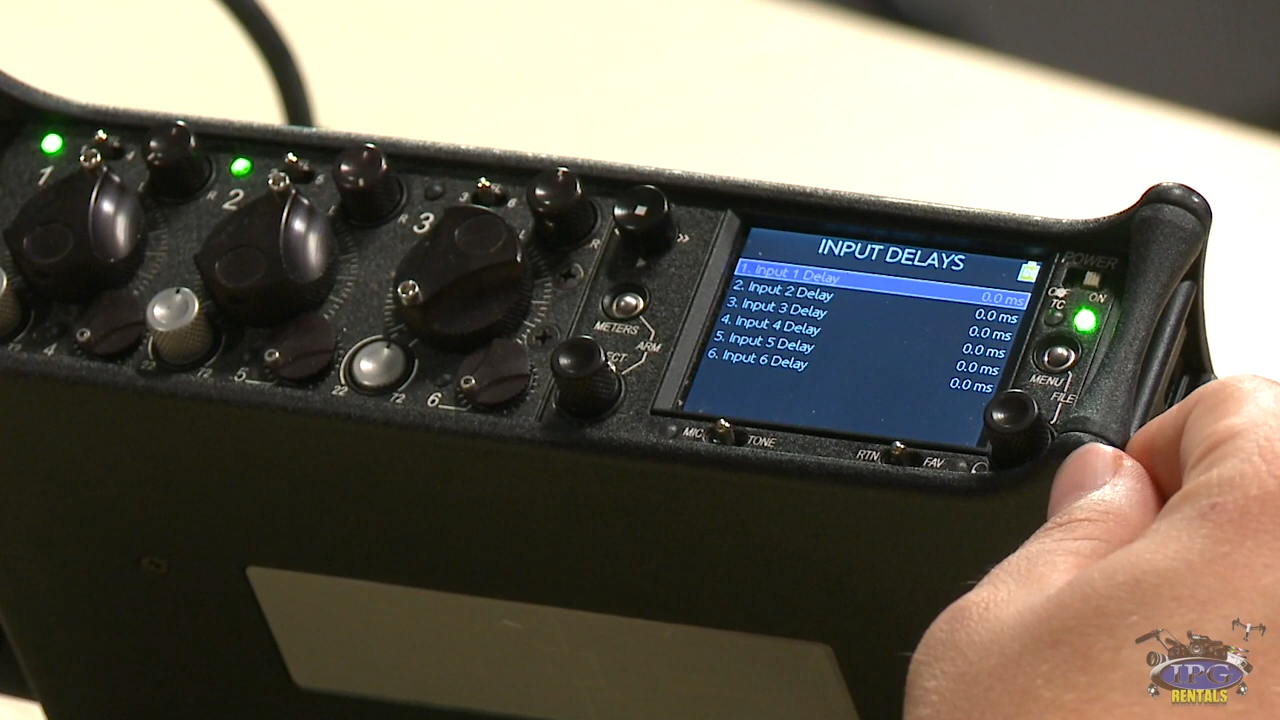 1
2
3
R
R
3
6
L
R
»
4
22
72
5
22
72
6
METERS
ARM
MIC
TONE
RTN
FAV
INPUT DELAYS
1. Input 1 Delay 0.0 ms
2. Input 2 Delay 0.0 ms
3. Input 3 Delay 0.0 ms
4. Input 4 Delay 0.0 ms
5. Input 5 Delay 0.0 ms
6. Input 6 Delay 0.0 ms
POWER
ON
TC
MENU
FILE
IPG
RENTALS